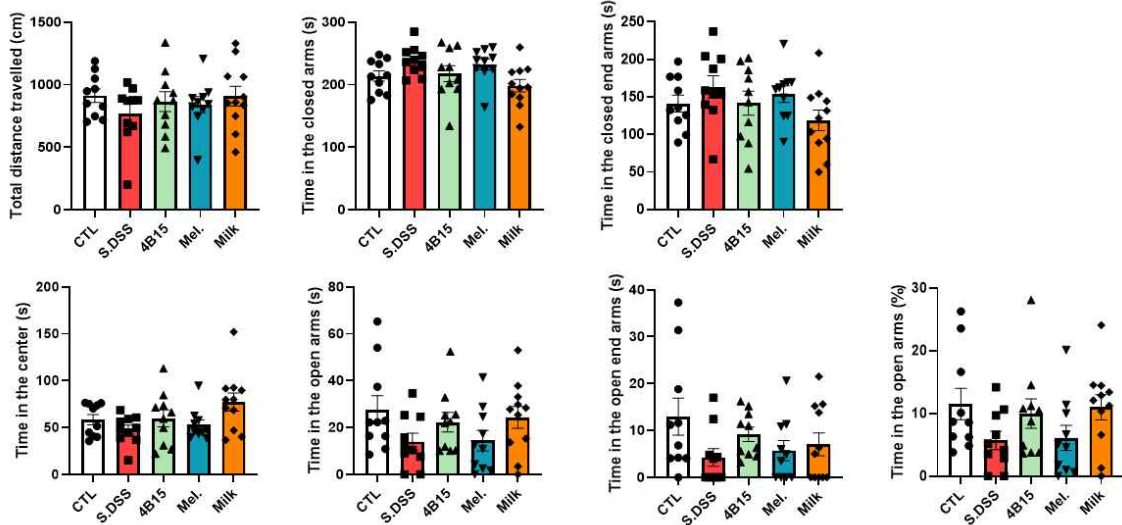 Total distance travelled (cm)
1500
1000
500
0
CTL
S.DSS
4B15
Mel.
Milk
Time in the closed arms (s)
300
200
100
0
CTL
S.DSS
4B15
Mel.
Milk
Time in the closed end arms (s)
250
200
150
100
50
0
CTL
S.DSS
4B15
Mel.
Milk
Time in the center (s)
200
150
100
50
0
CTL
S.DSS
4B15
Mel.
Milk
Time in the open arms (s)
80
60
40
20
0
CTL
S.DSS
4B15
Mel.
Milk
Time in the open end arms (s)
40
30
20
10
0
CTL
S.DSS
4B15
Mel.
Milk
Time in the open arms (%)
30
20
10
0
CTL
S.DSS
4B15
Mel.
Milk